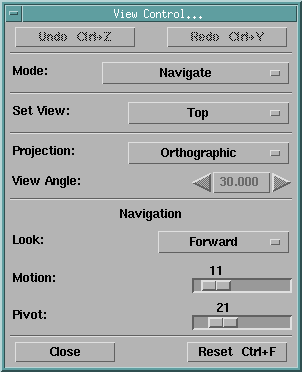 View Control...
Undo Ctrl+Z Redo Ctrl+Y
Mode: Navigate
Set View: Top
Projection: Orthographic
View Angle: 30.000
Navigation
Look: Forward
11
Motion:
21
Pivot:
Close Reset Ctrl+F